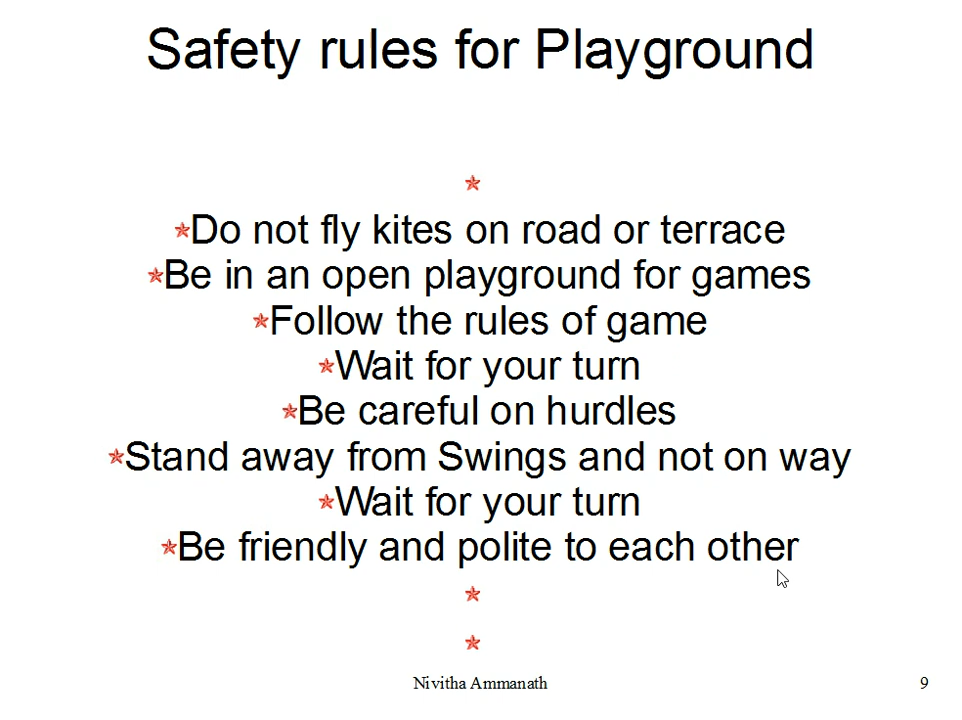 Safety rules for Playground
Do not fly kites on road or terrace
Be in an open playground for games
Follow the rules of game
Wait for your turn
Be careful on hurdles
Stand away from Swings and not on way
Wait for your turn
Be friendly and polite to each other
Nivitha Ammanath
9